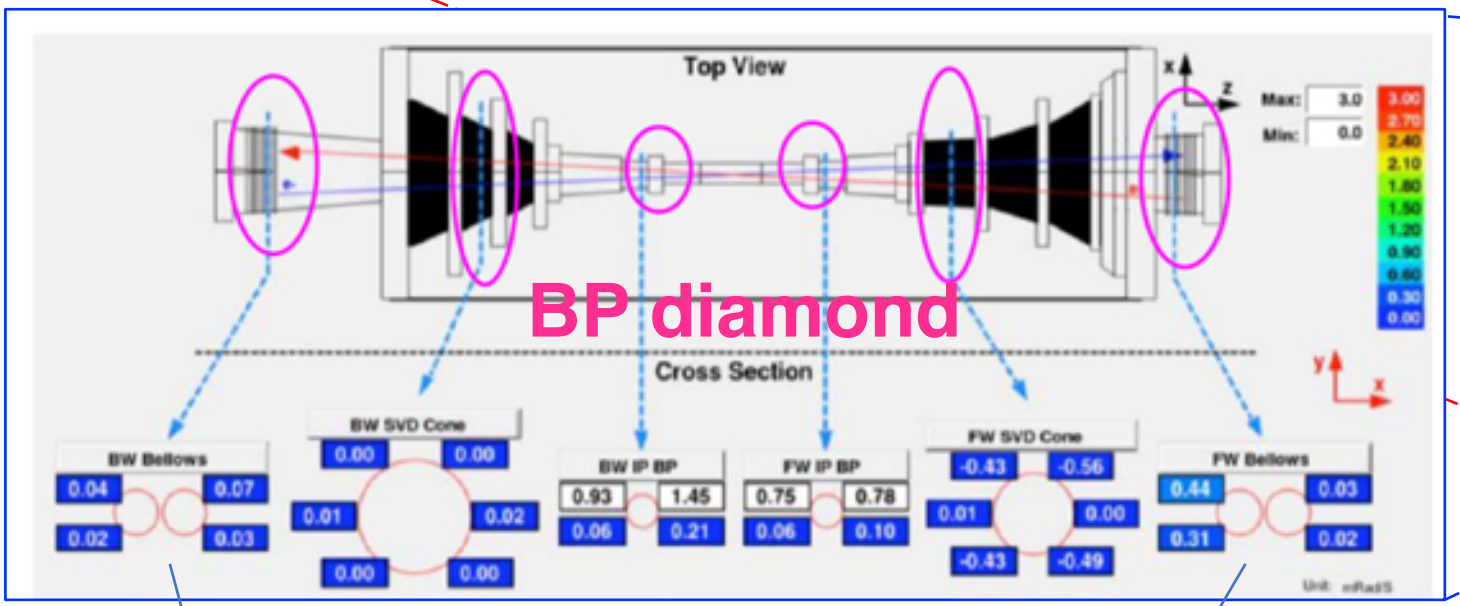 Top View
x
z
Max: 3.0
Min: 0.0
3.00
2.70
2.40
2.10
1.80
1.50
1.20
0.90
0.60
0.30
0.00
BP diamond
Cross Section
y
x
BW Bellows
0.04 0.07
0.02 0.03
BW SVD Cone
0.00 0.00
0.01 0.02
0.00 0.00
BW IP BP
0.93 1.45
0.06 0.21
FW IP BP
0.75 0.78
0.06 0.10
FW SVD Cone
-0.43 -0.56
0.01 0.00
-0.43 -0.49
FW Bellows
0.44 0.03
0.31 0.02
Unit: mRad/S